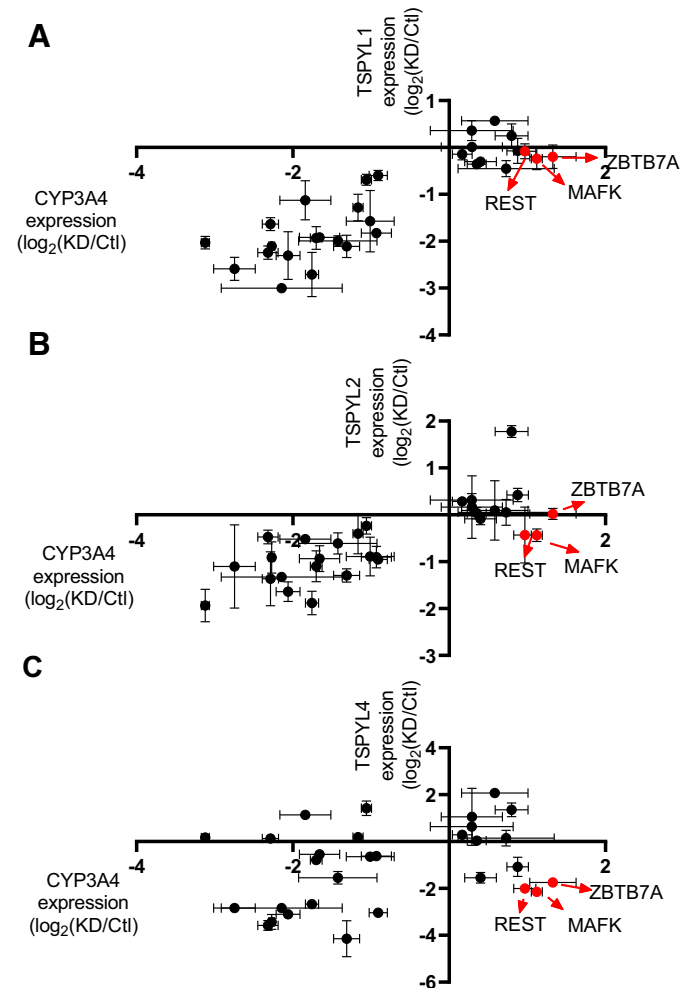 A
TSPYL1
expression
(log2(KD/Ctl)
1
-4
-2
2
ZBTB7A
MAFK
REST
CYP3A4
expression
(log2(KD/Ctl)
-1
-2
-3
-4
B
TSPYL2
expression
(log2(KD/Ctl)
2
1
ZBTB7A
-4
-2
2
REST
MAFK
CYP3A4
expression
(log2(KD/Ctl)
-1
-2
-3
C
TSPYL4
expression
(log2(KD/Ctl)
4
2
-4
-2
2
CYP3A4
expression
(log2(KD/Ctl)
ZBTB7A
REST
MAFK
-2
-4
-6